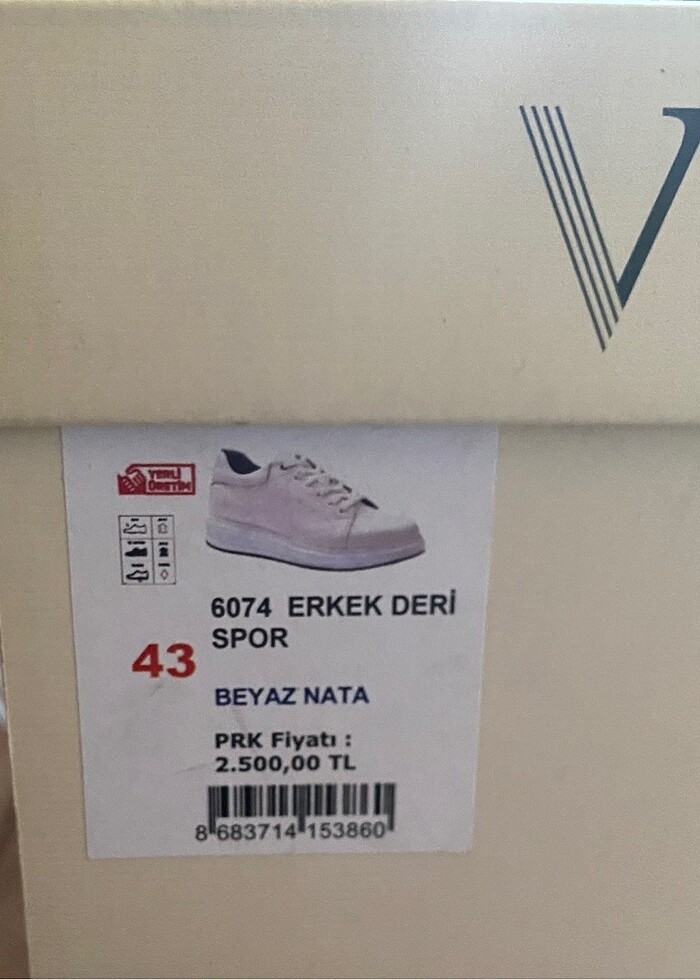 V
YERLİ
ÜRETİM
6074 ERKEK DERİ
SPOR
43
BEYAZ NATA
PRK Fiyatı :
2.500,00 TL
8 683714 153860